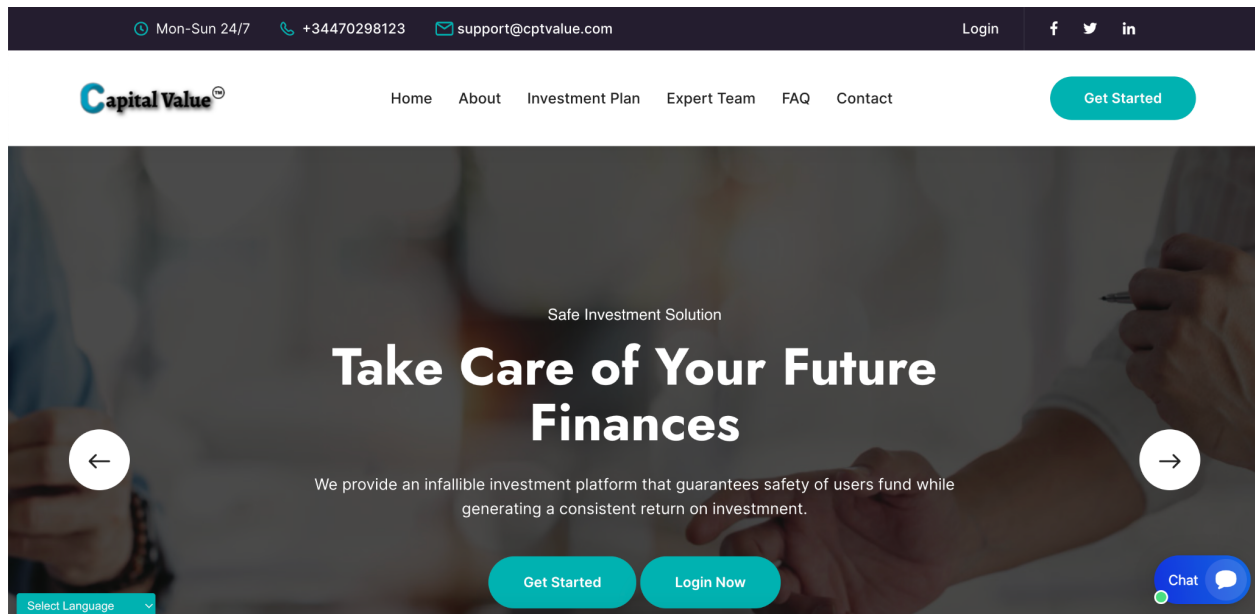 Mon-Sun 24/7 +34470298123 support@cptvalue.com Login
Capital Value™ Home About Investment Plan Expert Team FAQ Contact Get Started
Safe Investment Solution
Take Care of Your Future
Finances
We provide an infallible investment platform that guarantees safety of users fund while
generating a consistent return on investmnent.
Get Started Login Now
Chat
Select Language